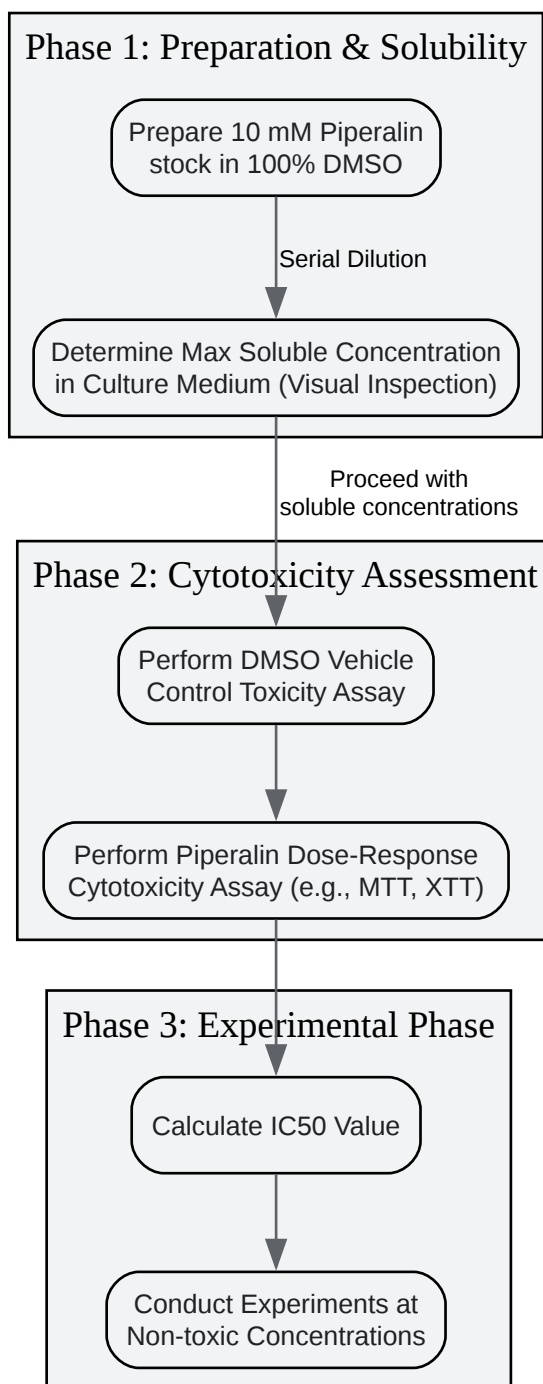 Phase 1: Preparation & Solubility
Prepare 10 mM Piperalin
stock in 100% DMSO
Serial Dilution
Determine Max Soluble Concentration
in Culture Medium (Visual Inspection)
Proceed with
soluble concentrations
Phase 2: Cytotoxicity Assessment
Perform DMSO Vehicle
Control Toxicity Assay
Perform Piperalin Dose-Response
Cytotoxicity Assay (e.g., MTT, XTT)
Phase 3: Experimental Phase
Calculate IC50 Value
Conduct Experiments at
Non-toxic Concentrations